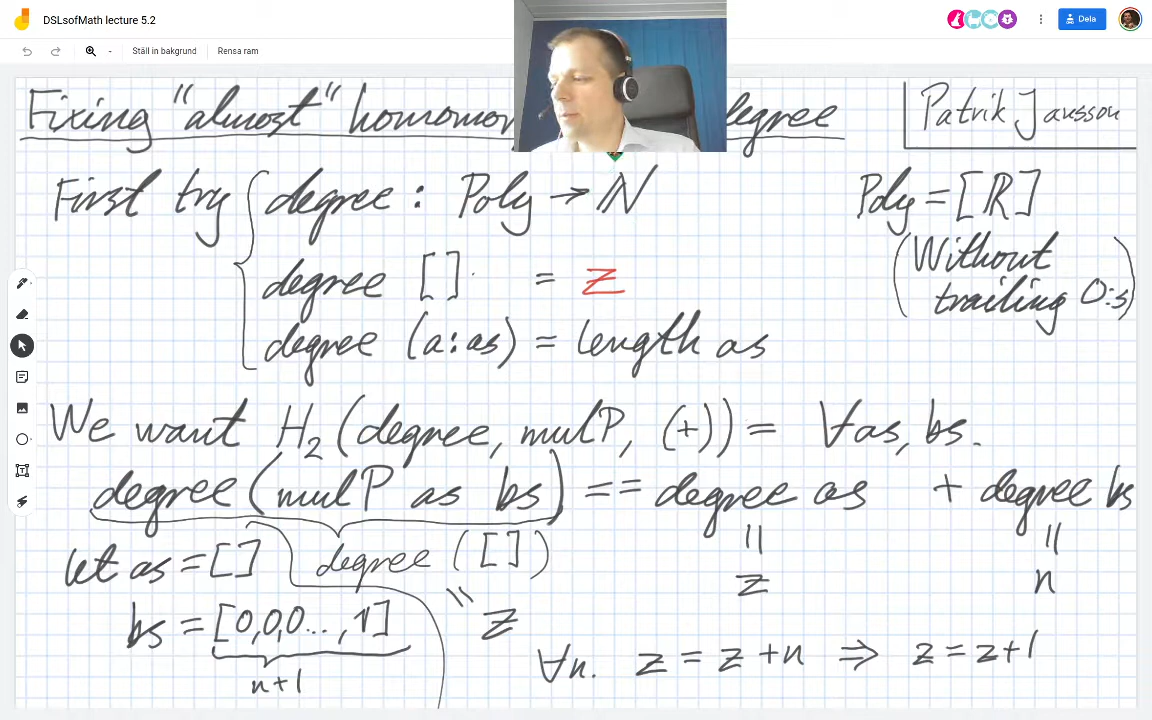 DSLsofMath lecture 5.2
Dela
Ställ in bakgrund
Rensa ram
Fixing "almost" homomor degree
Patrik Jansson
First try { degree : Poly → ℕ
Poly = [ℝ]
(Without trailing 0:s)
degree [] = z
degree (a:as) = length as
We want H₂(degree, mulP, (+)) = ∀as, bs.
degree (mulP as bs) == degree as + degree bs
let as = []
degree ([])
= z
= z
= n
bs = [0,0,0...,1]
n+1
∀n. z = z + n ⇒ z = z+1